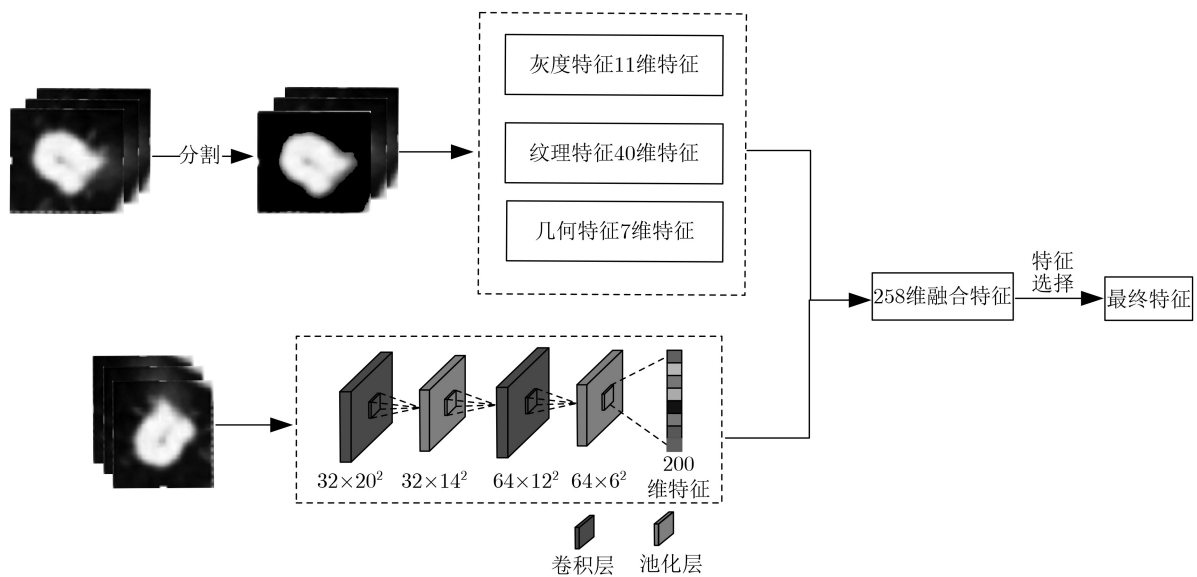 灰度特征11维特征
分割
纹理特征40维特征
几何特征7维特征
特征
选择
258维融合特征
最终特征
32×20²
32×14²
64×12²
64×6²
200
维特征
卷积层
池化层